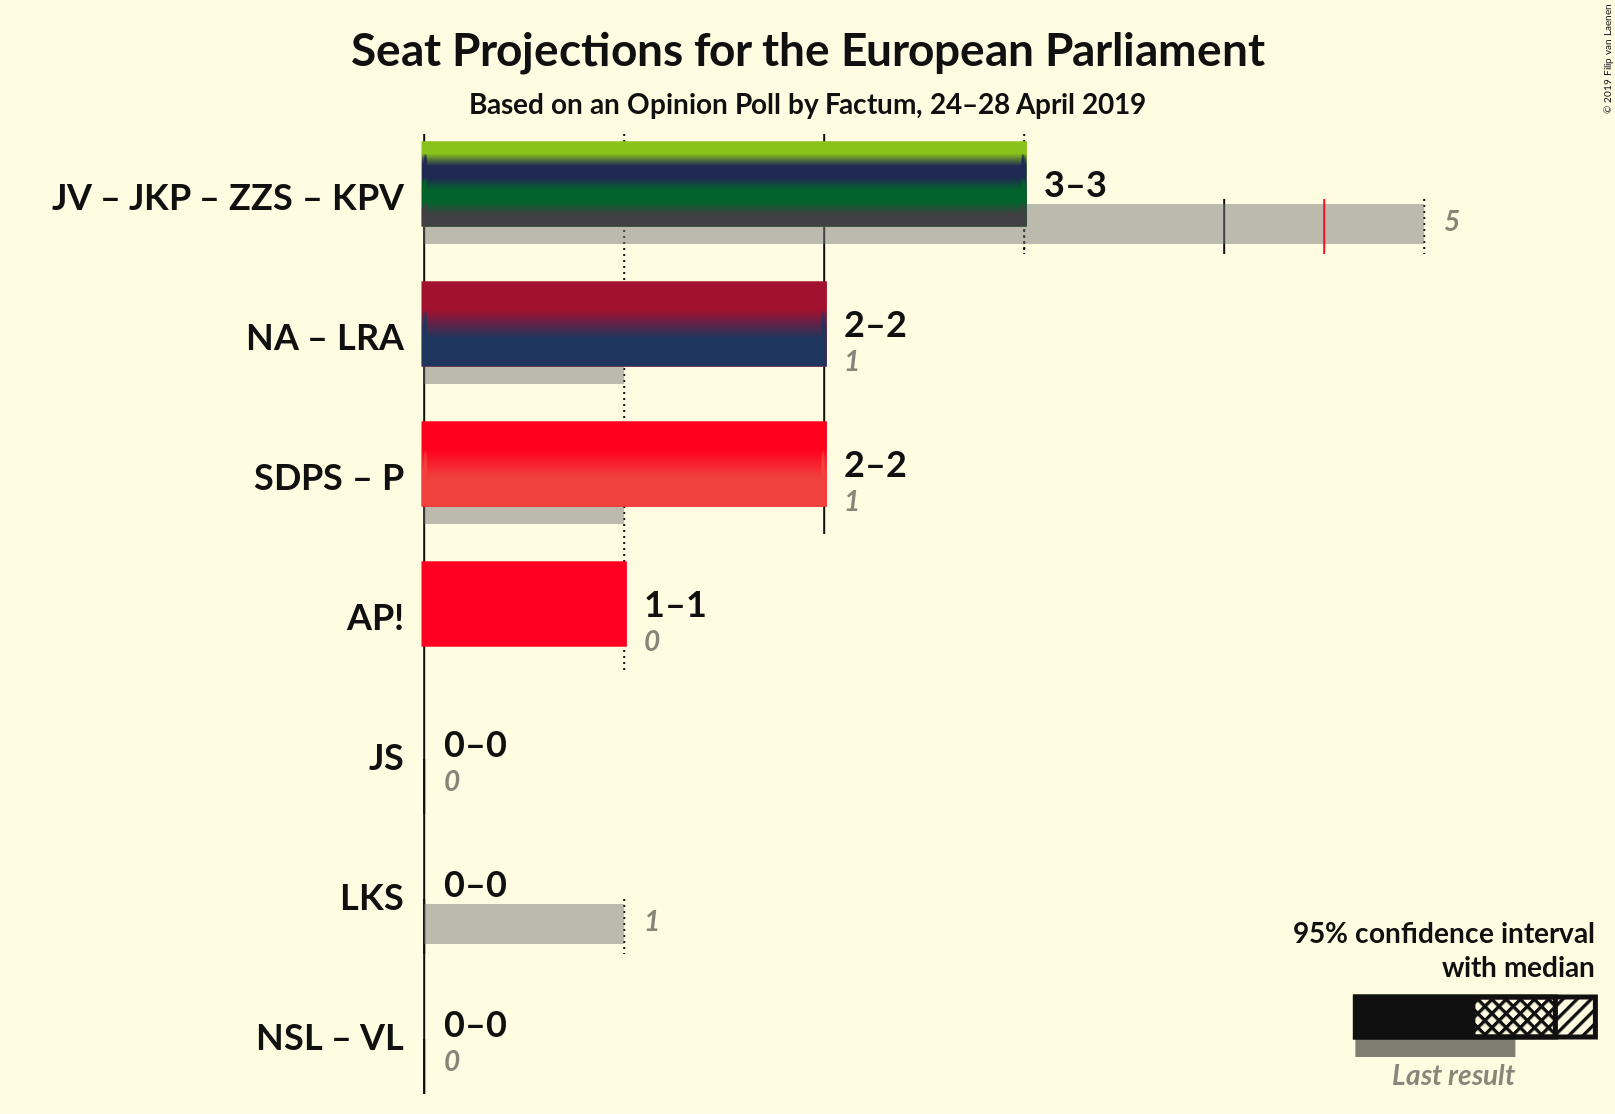 Seat Projections for the European Parliament
Based on an Opinion Poll by Factum, 24–28 April 2019
© 2019 Filip van Laenen
JV – JKP – ZZS – KPV
3–3
5
NA – LRA
2–2
1
SDPS – P
2–2
1
AP!
1–1
0
JS
0–0
0
LKS
0–0
1
NSL – VL
0–0
0
95% confidence interval
with median
Last result